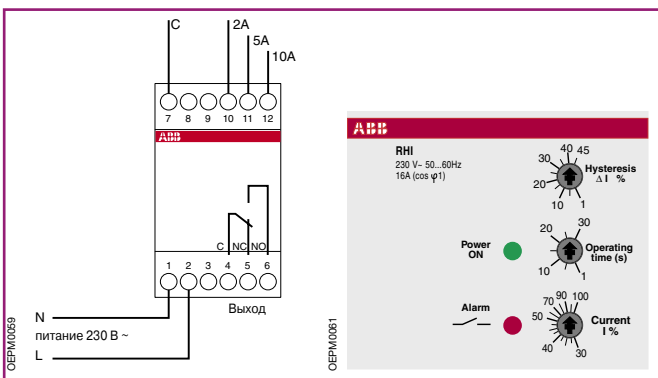 C
2A
5A
10A
7 8 9 10 11 12
ABB
C NC NO
1 2 3 4 5 6
Выход
N
питание 230 В ~
L
OEPM0059
ABB
RHI
230 V~ 50...60Hz
16A (cos φ1)
40 45
30
20
10 1
Hysteresis
Δ I %
Power
ON
20 30
10 1
Operating
time (s)
Alarm
70 90 100
50
40 30
Current
I %
OEPM0061